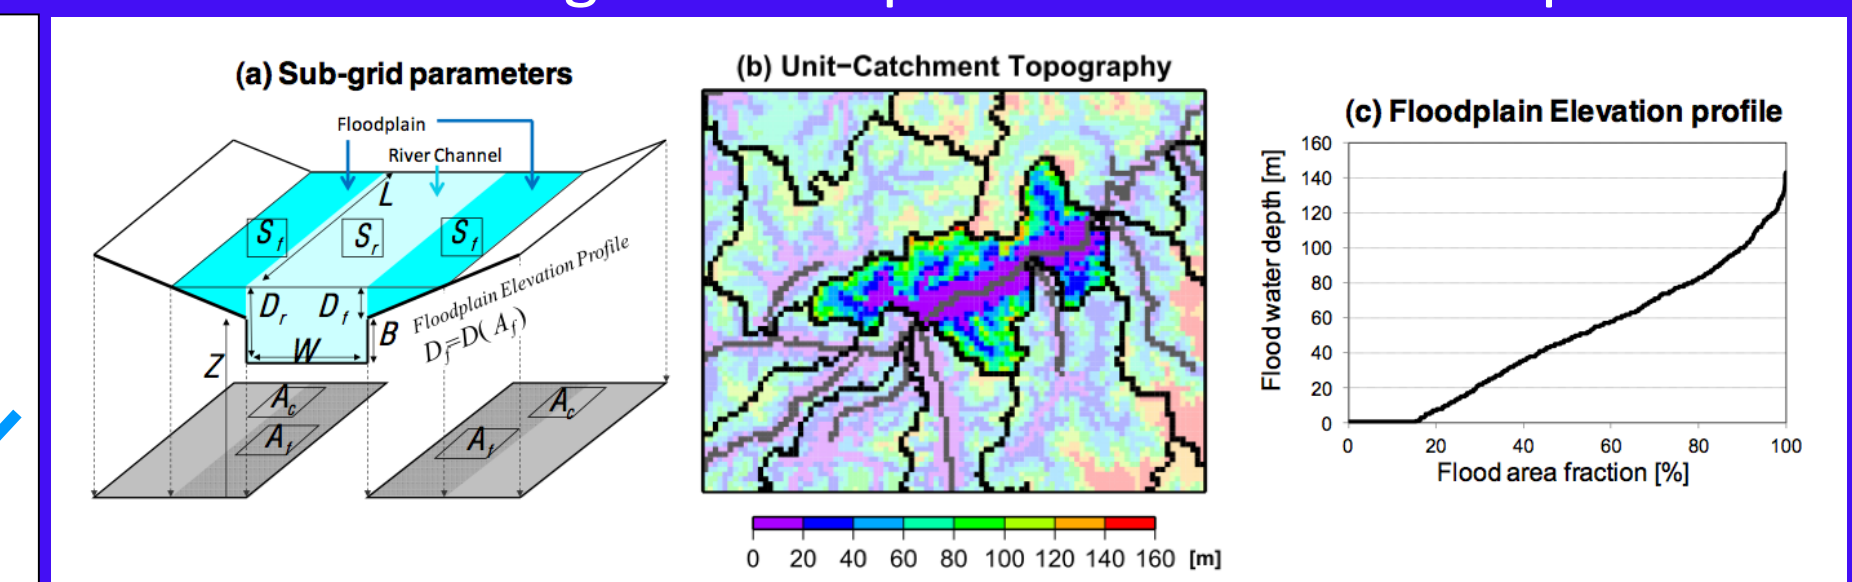 (a) Sub-grid parameters
Floodplain
River Channel
L
S_f
S_r
S_f
D_r
D_f
B
W
Z
Floodplain Elevation Profile
D_f=D(A_f)
A_c
A_f
A_c
A_f
(b) Unit−Catchment Topography
0 20 40 60 80 100 120 140 160 [m]
(c) Floodplain Elevation profile
Flood water depth [m]
160
140
120
100
80
60
40
20
0
0 20 40 60 80 100
Flood area fraction [%]